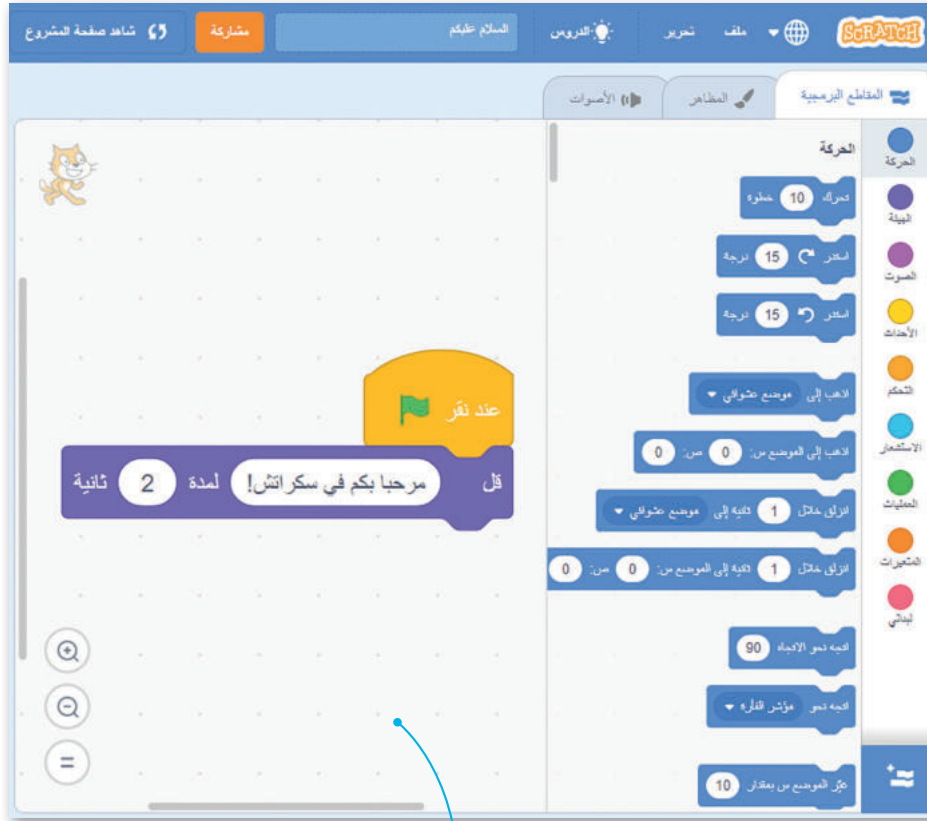 SCRATCH
ملف
تحرير
الدروس
السلام عليكم
مشاركة
شاهد صفحة المشروع
المقاطع البرمجية
المظاهر
الأصوات
الحركة
الهيئة
الصوت
الأحداث
التحكم
الاستشعار
العمليات
المتغيرات
لبناتي
الحركة
تحرك 10 خطوة
استدر 15 درجة
استدر 15 درجة
اذهب إلى موضع عشوائي
اذهب إلى الموضع س: 0 ص: 0
انزلق خلال 1 ثانية إلى موضع عشوائي
انزلق خلال 1 ثانية إلى الموضع س: 0 ص: 0
اتجه نحو الاتجاه 90
اتجه نحو مؤشر الفأرة
غيّر الموضع س بمقدار 10
عند نقر
قل مرحبا بكم في سكراتش! لمدة 2 ثانية